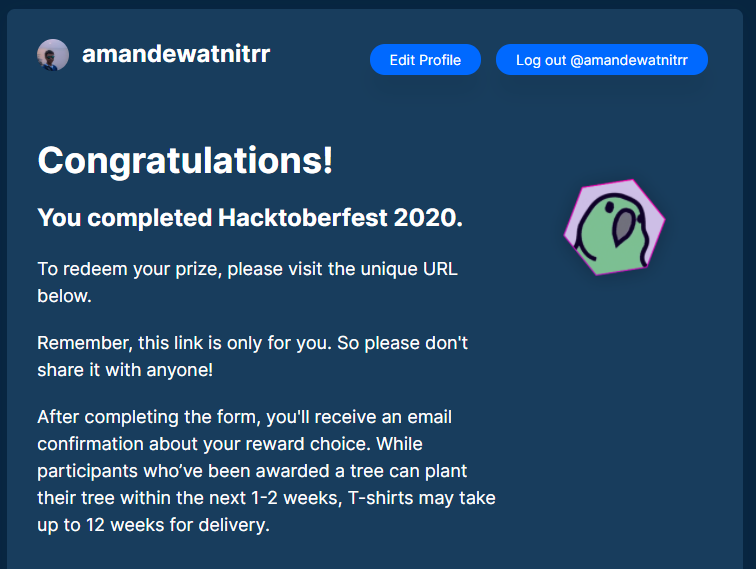 amandewatnitrr
Edit Profile
Log out @amandewatnitrr
Congratulations!
You completed Hacktoberfest 2020.
To redeem your prize, please visit the unique URL
below.
Remember, this link is only for you. So please don't
share it with anyone!
After completing the form, you'll receive an email
confirmation about your reward choice. While
participants who’ve been awarded a tree can plant
their tree within the next 1-2 weeks, T-shirts may take
up to 12 weeks for delivery.